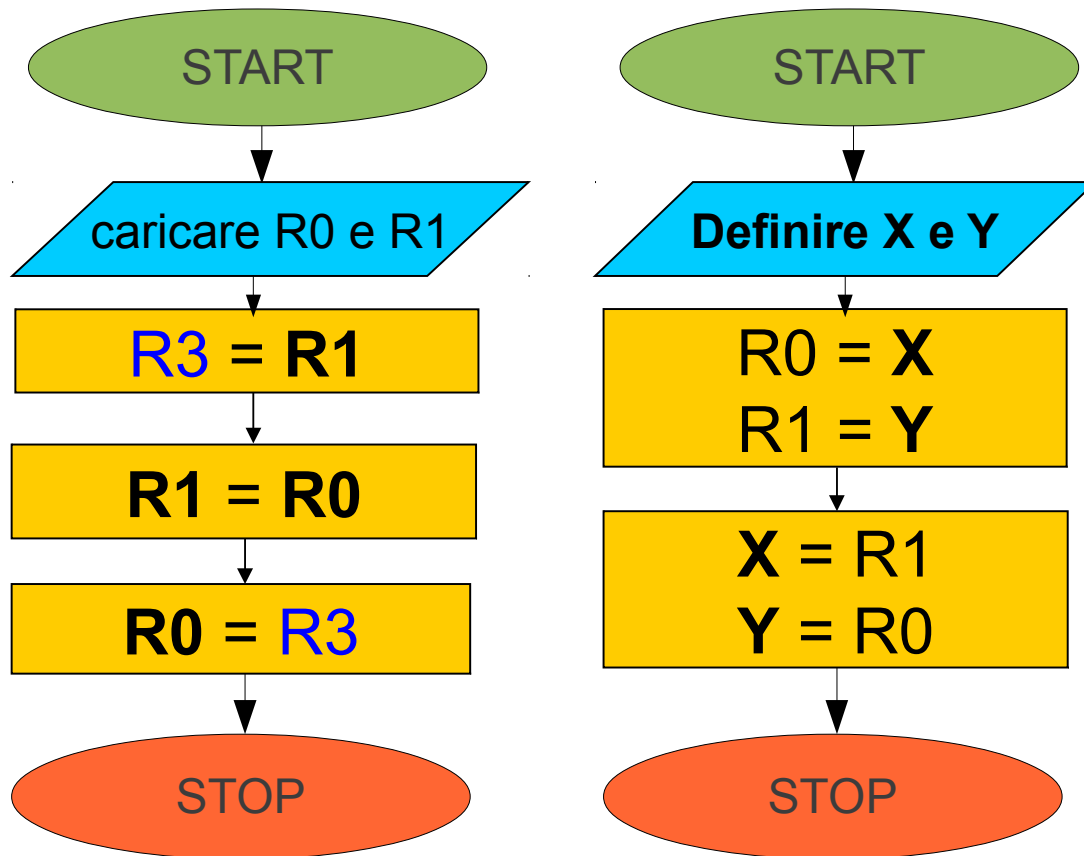 START
caricare R0 e R1
R3 = R1
R1 = R0
R0 = R3
STOP
START
Definire X e Y
R0 = X
R1 = Y
X = R1
Y = R0
STOP